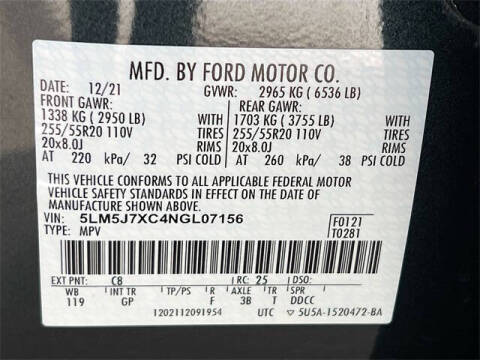 MFD. BY FORD MOTOR CO.
DATE: 12/21 GVWR: 2965 KG ( 6536 LB)
FRONT GAWR: REAR GAWR:
1338 KG ( 2950 LB) WITH 1703 KG ( 3755 LB) WITH
255/55R20 110V TIRES 255/55R20 110V TIRES
20x8.0J RIMS 20x8.0J RIMS
AT 220 kPa/ 32 PSI COLD AT 260 kPa/ 38 PSI COLD
THIS VEHICLE CONFORMS TO ALL APPLICABLE FEDERAL MOTOR
VEHICLE SAFETY STANDARDS IN EFFECT ON THE DATE OF
MANUFACTURE SHOWN ABOVE.
VIN: 5LM5J7XC4NGL07156 F0121
TYPE: MPV T0281
EXT PNT: C8 RC: 25 DSO:
WB INT TR TP/PS R AXLE TR SPR
119 GP F 3B T DDCC
1202112091954 UTC ▽ 5U5A-1520472-BA